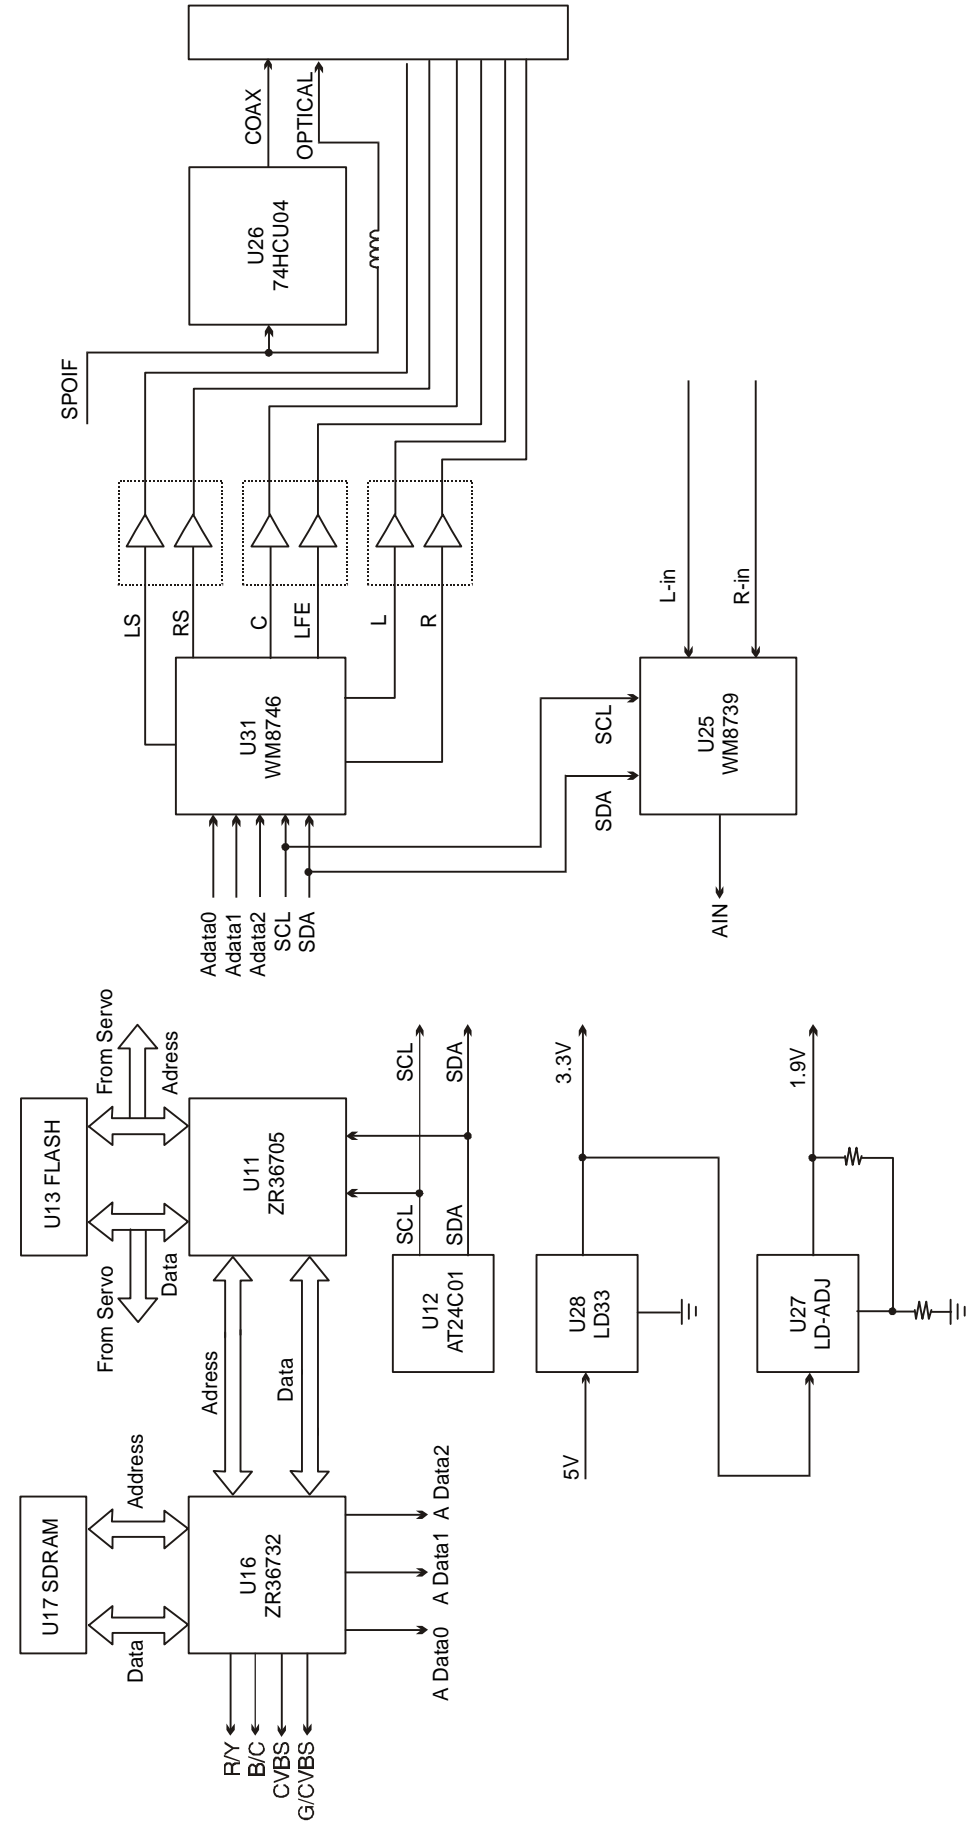 COAX
OPTICAL
U26
74HCU04
SPOIF
LS
RS
C
LFE
L
R
U31
WM8746
L-in
R-in
SCL
SDA
U25
WM8739
Adata0
Adata1
Adata2
SCL
SDA
AIN
From Servo
Adress
U13 FLASH
From Servo
Data
U11
ZR36705
SCL
SDA
SCL
SDA
U12
AT24C01
3.3V
1.9V
U28
LD33
U27
LD-ADJ
5V
Adress
Data
U17 SDRAM
Address
Data
U16
ZR36732
A Data2
A Data1
A Data0
R/Y
B/C
CVBS
G/CVBS